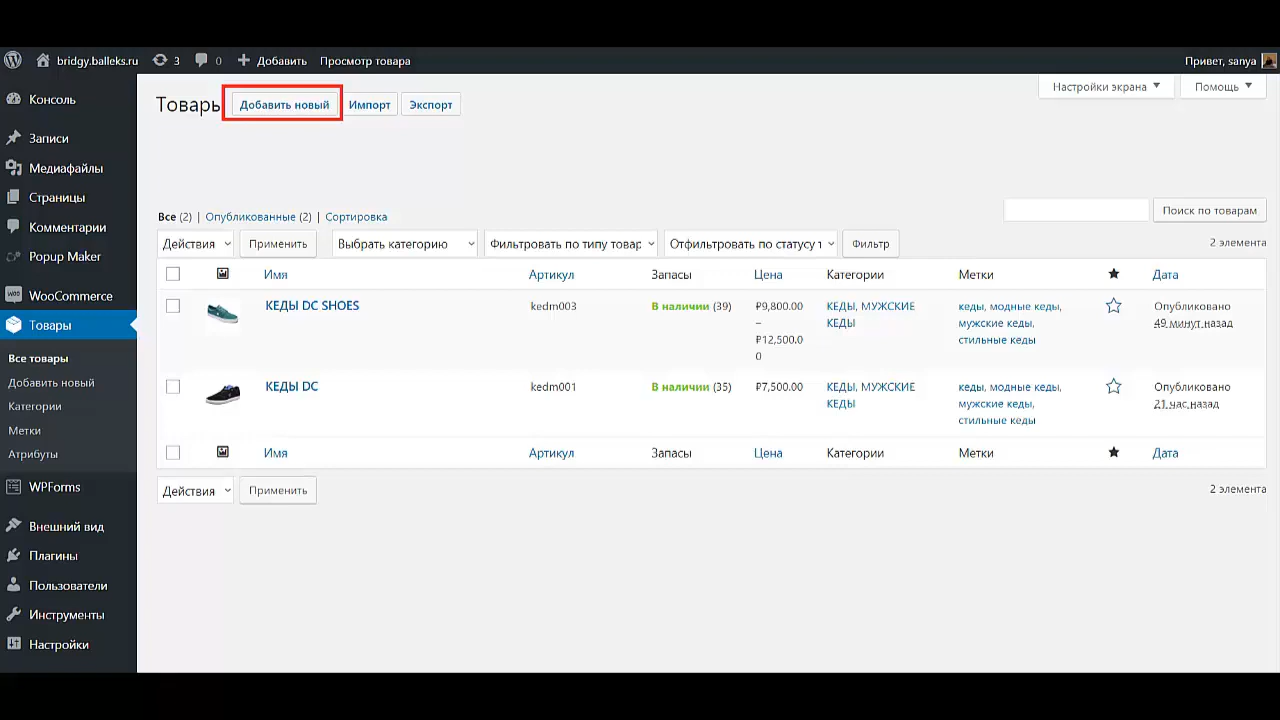 bridgy.balleks.ru 3 0 Добавить Просмотр товара Привет, sanya
Настройки экрана Помощь
Товары Добавить новый Импорт Экспорт
Консоль
Записи
Медиафайлы
Страницы
Комментарии
Popup Maker
WooCommerce
Товары
Все товары
Добавить новый
Категории
Метки
Атрибуты
WPForms
Внешний вид
Плагины
Пользователи
Инструменты
Настройки
Все (2) | Опубликованные (2) | Сортировка
Поиск по товарам
Действия Применить Выбрать категорию Фильтровать по типу товар Отфильтровать по статусу т Фильтр
2 элемента
Имя Артикул Запасы Цена Категории Метки Дата
КЕДЫ DC SHOES kedm003 В наличии (39) ₽9,800.00 КЕДЫ, МУЖСКИЕ кеды, модные кеды, Опубликовано
– КЕДЫ мужские кеды, 49 минут назад
₽12,500.0 стильные кеды
0
КЕДЫ DC kedm001 В наличии (35) ₽7,500.00 КЕДЫ, МУЖСКИЕ кеды, модные кеды, Опубликовано
КЕДЫ мужские кеды, 21 час назад
стильные кеды
Имя Артикул Запасы Цена Категории Метки Дата
Действия Применить
2 элемента